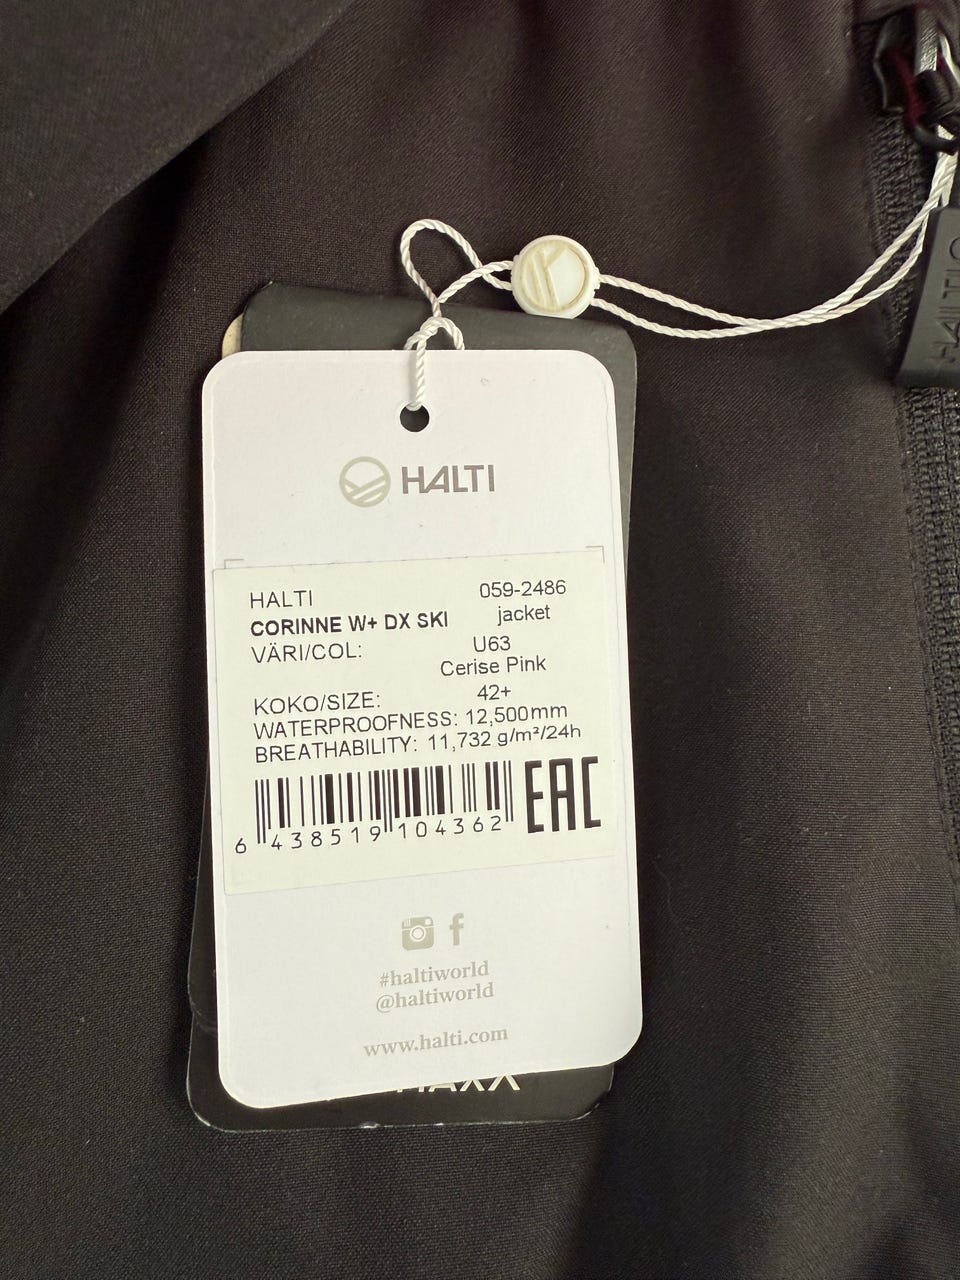 HALTI
HALTI
HALTI 059-2486
CORINNE W+ DX SKI jacket
VÄRI/COL: U63
Cerise Pink
KOKO/SIZE: 42+
WATERPROOFNESS: 12,500mm
BREATHABILITY: 11,732 g/m²/24h
6 438519 104362
EAC
#haltiworld
@haltiworld
www.halti.com